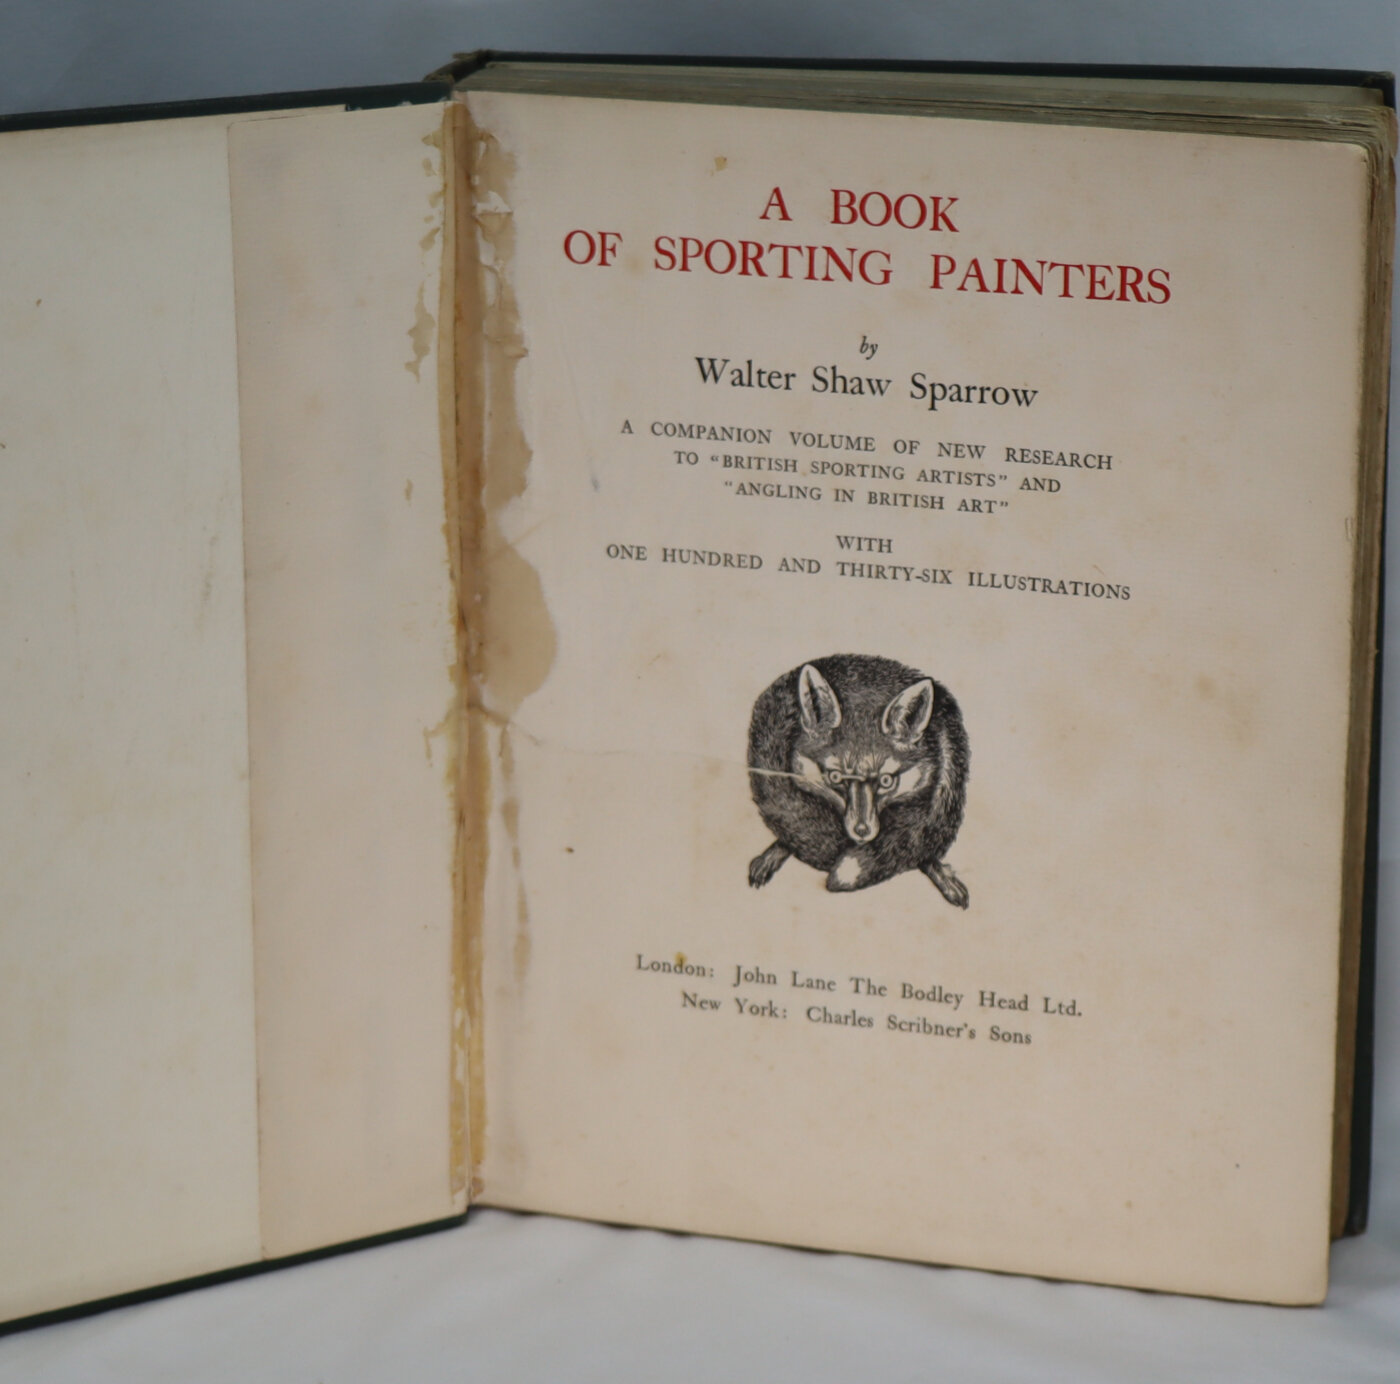 A BOOK
OF SPORTING PAINTERS
by
Walter Shaw Sparrow
A COMPANION VOLUME OF NEW RESEARCH
TO "BRITISH SPORTING ARTISTS" AND
"ANGLING IN BRITISH ART"
WITH
ONE HUNDRED AND THIRTY-SIX ILLUSTRATIONS
London: John Lane The Bodley Head Ltd.
New York: Charles Scribner's Sons